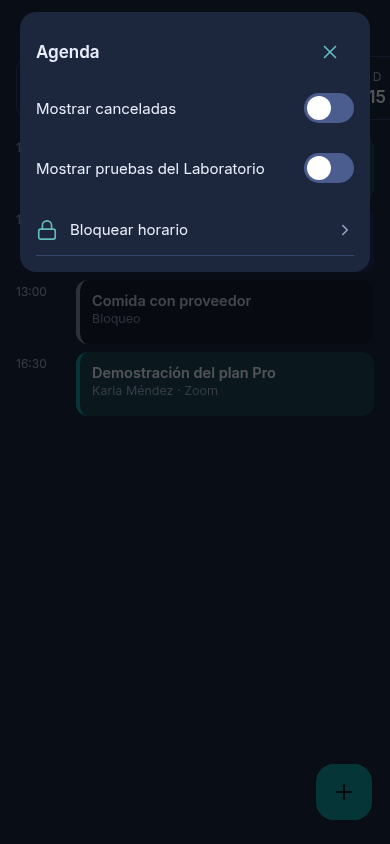 Agenda
D
15
Mostrar canceladas
Mostrar pruebas del Laboratorio
Bloquear horario
13:00
Comida con proveedor
Bloqueo
16:30
Demostración del plan Pro
Karla Méndez · Zoom